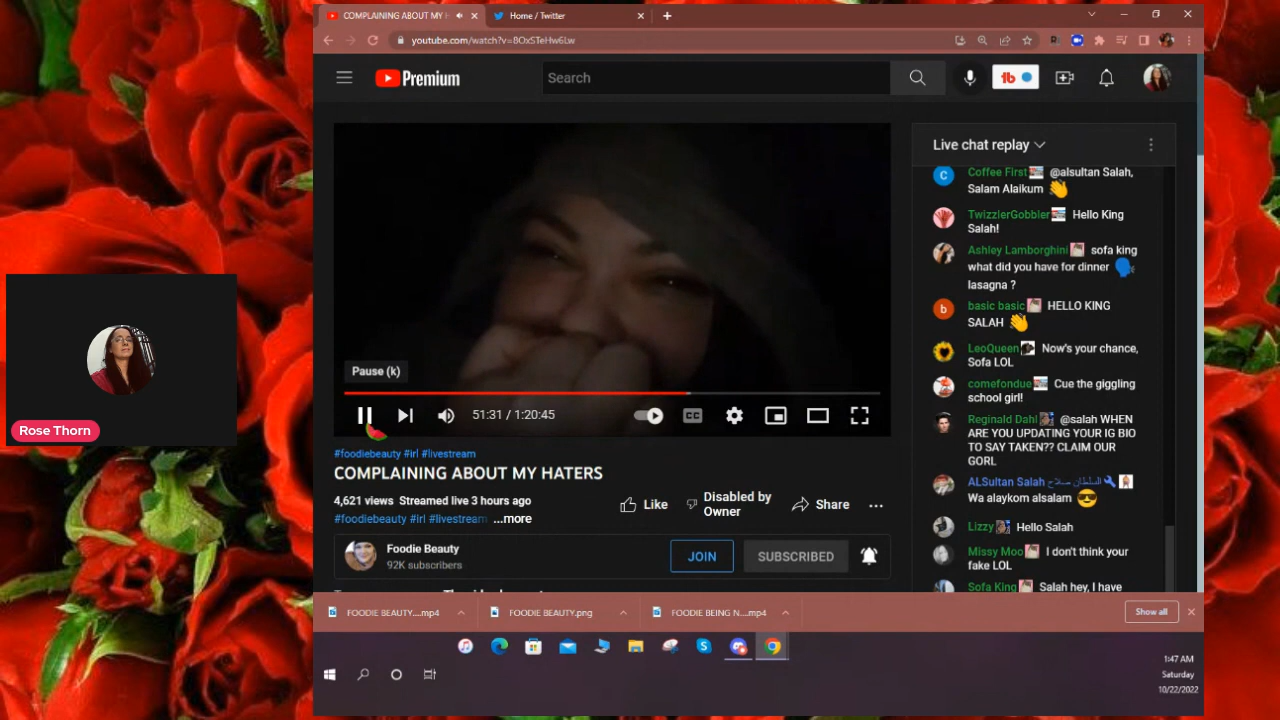 COMPLAINING ABOUT MY H
Home / Twitter
youtube.com/watch?v=8OxSTeHw6Lw
Premium
Search
Live chat replay
Coffee First @alsultan Salah,
Salam Alaikum
TwizzlerGobbler Hello King
Salah!
Ashley Lamborghini sofa king
what did you have for dinner
lasagna ?
basic basic HELLO KING
SALAH
LeoQueen Now's your chance,
Sofa LOL
comefondue Cue the giggling
school girl!
Reginald Dahl @salah WHEN
ARE YOU UPDATING YOUR IG BIO
TO SAY TAKEN?? CLAIM OUR
GORL
ALSultan Salah السلطان صلاح
Wa alaykom alsalam
Lizzy Hello Salah
Missy Moo I don't think your
fake LOL
Sofa King Salah hey, I have
Pause (k)
51:31 / 1:20:45
CC
#foodiebeauty #irl #livestream
COMPLAINING ABOUT MY HATERS
4,621 views Streamed live 3 hours ago
#foodiebeauty #irl #livestream ...more
Like
Disabled by
Owner
Share
Foodie Beauty
92K subscribers
JOIN
SUBSCRIBED
Rose Thorn
FOODIE BEAUTY....mp4
FOODIE BEAUTY.png
FOODIE BEING N....mp4
Show all
1:47 AM
Saturday
10/22/2022